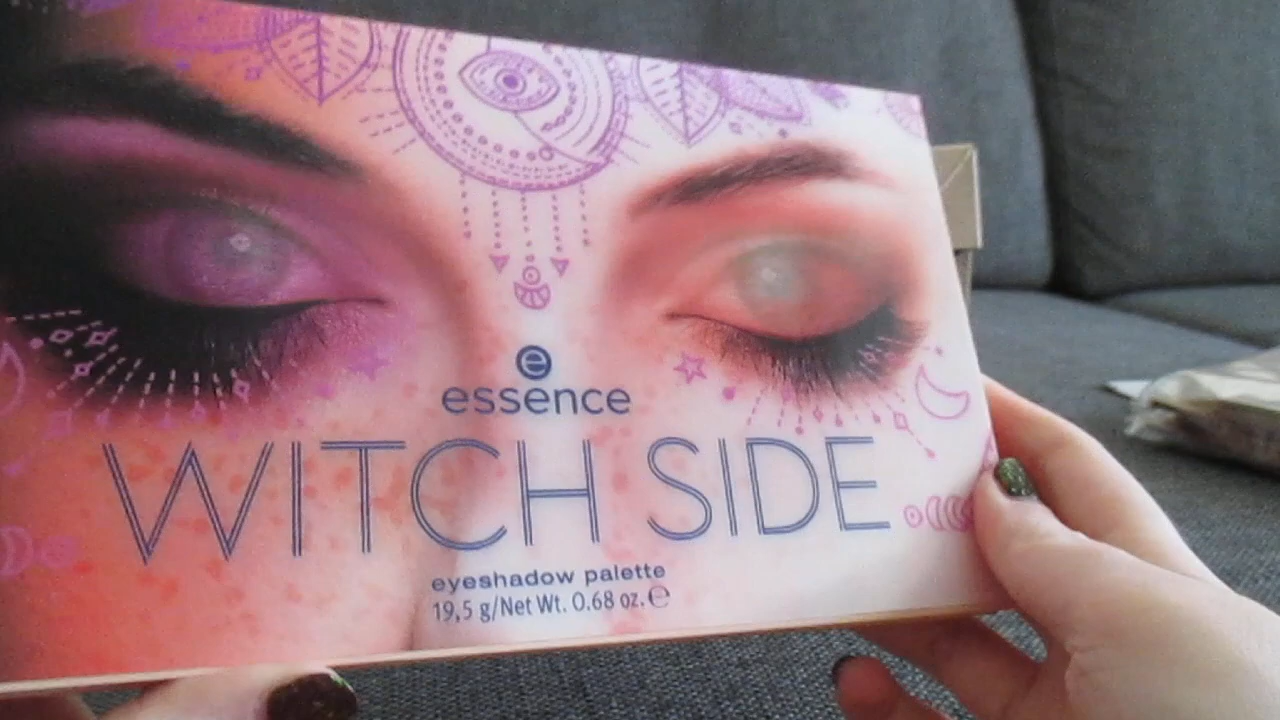 e
essence
WITCH SIDE
eyeshadow palette
19,5 g/Net Wt. 0.68 oz. ℮